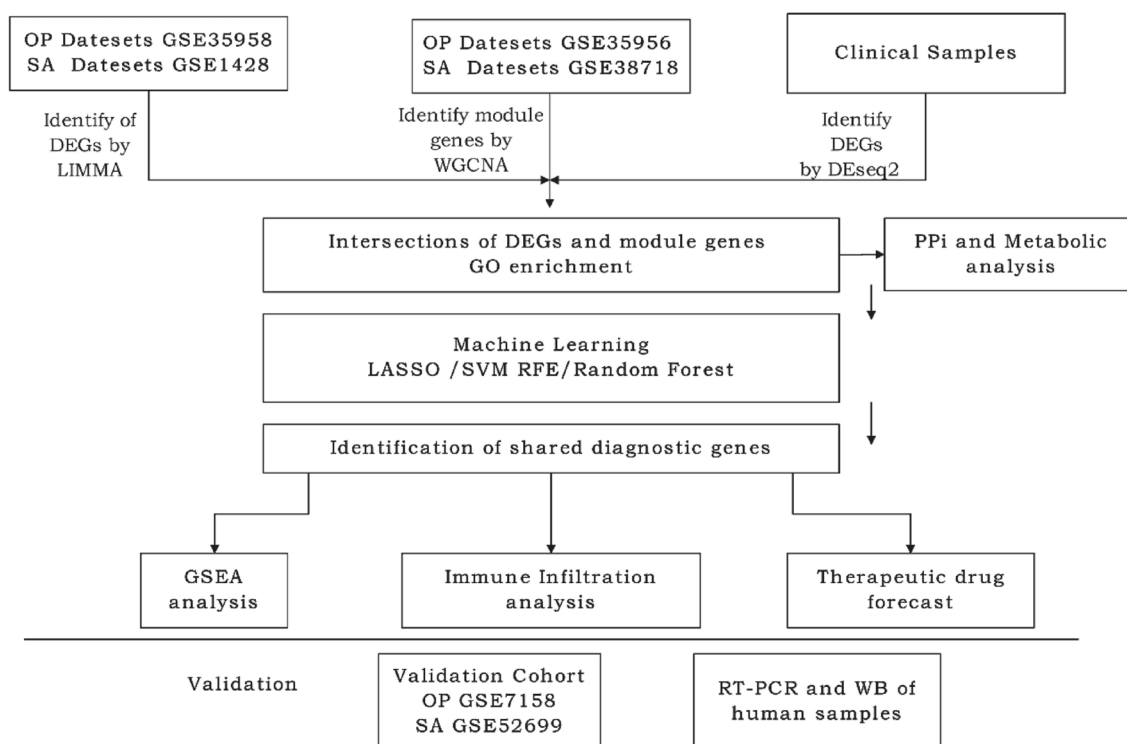 OP Datesets GSE35958
SA Datesets GSE1428
OP Datesets GSE35956
SA Datesets GSE38718
Clinical Samples
Identify of
DEGs by
LIMMA
Identify module
genes by
WGCNA
Identify
DEGs
by DEseq2
Intersections of DEGs and module genes
GO enrichment
PPi and Metabolic
analysis
Machine Learning
LASSO /SVM RFE/Random Forest
Identification of shared diagnostic genes
GSEA
analysis
Immune Infiltration
analysis
Therapeutic drug
forecast
Validation
Validation Cohort
OP GSE7158
SA GSE52699
RT-PCR and WB of
human samples